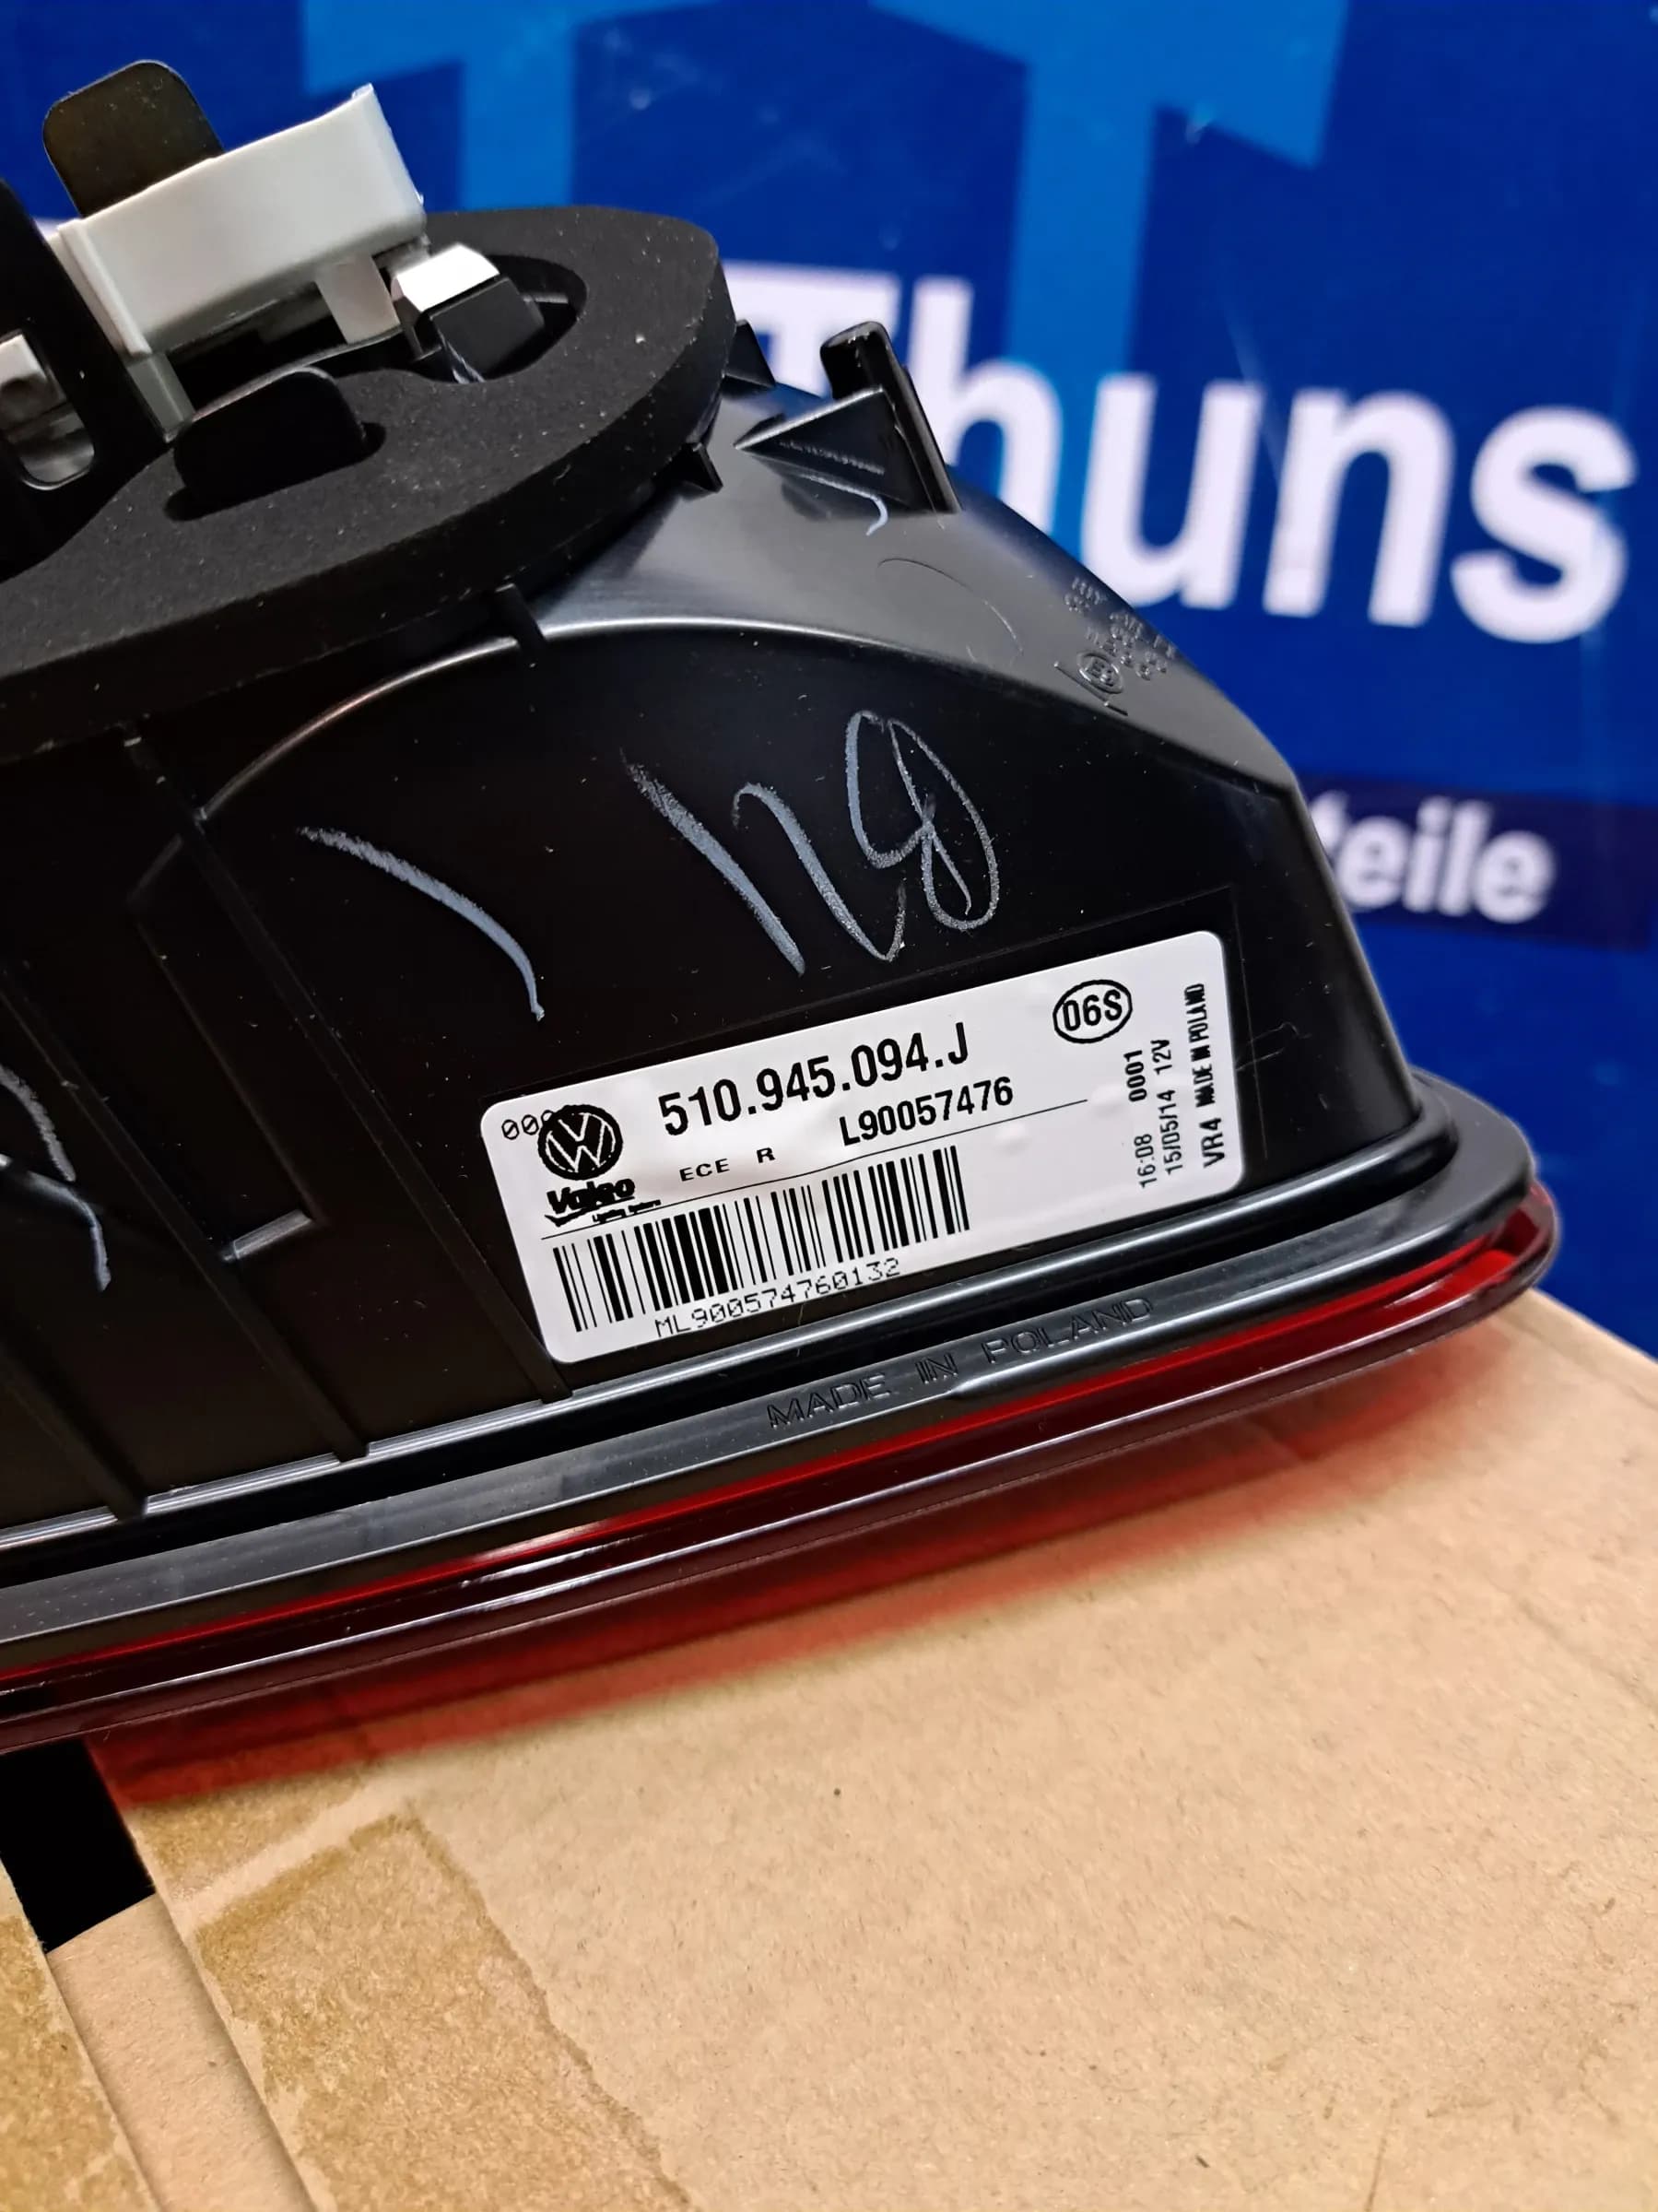 Thuns
teile
510.945.094.J
06S
000
Valeo
ECE R
L90057476
ML900574760132
16:08 0001
15/05/14 12V
VR4 MADE IN POLAND
MADE IN POLAND